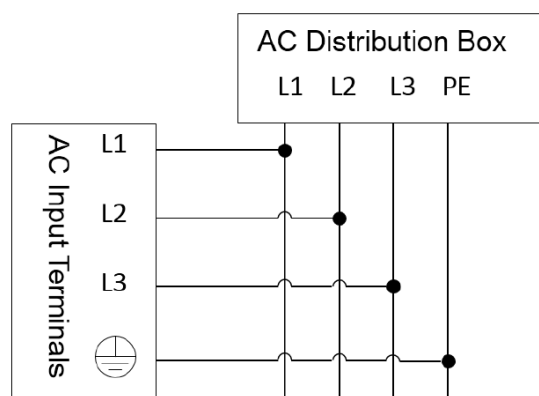 AC Distribution Box
L1 L2 L3 PE
AC Input Terminals
L1
L2
L3